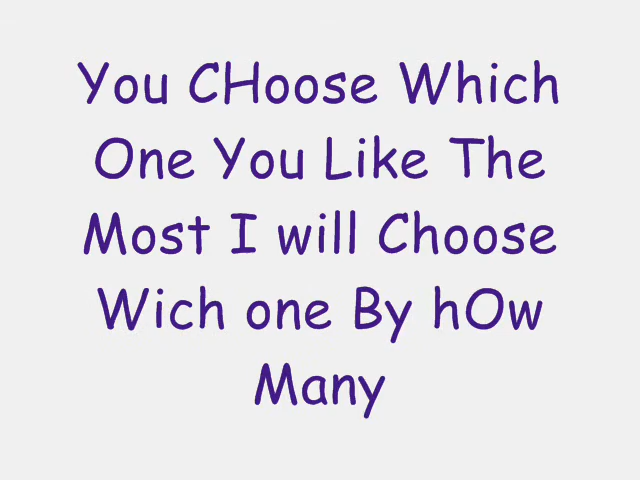 You CHoose Which
One You Like The
Most I will Choose
Wich one By hOw
Many